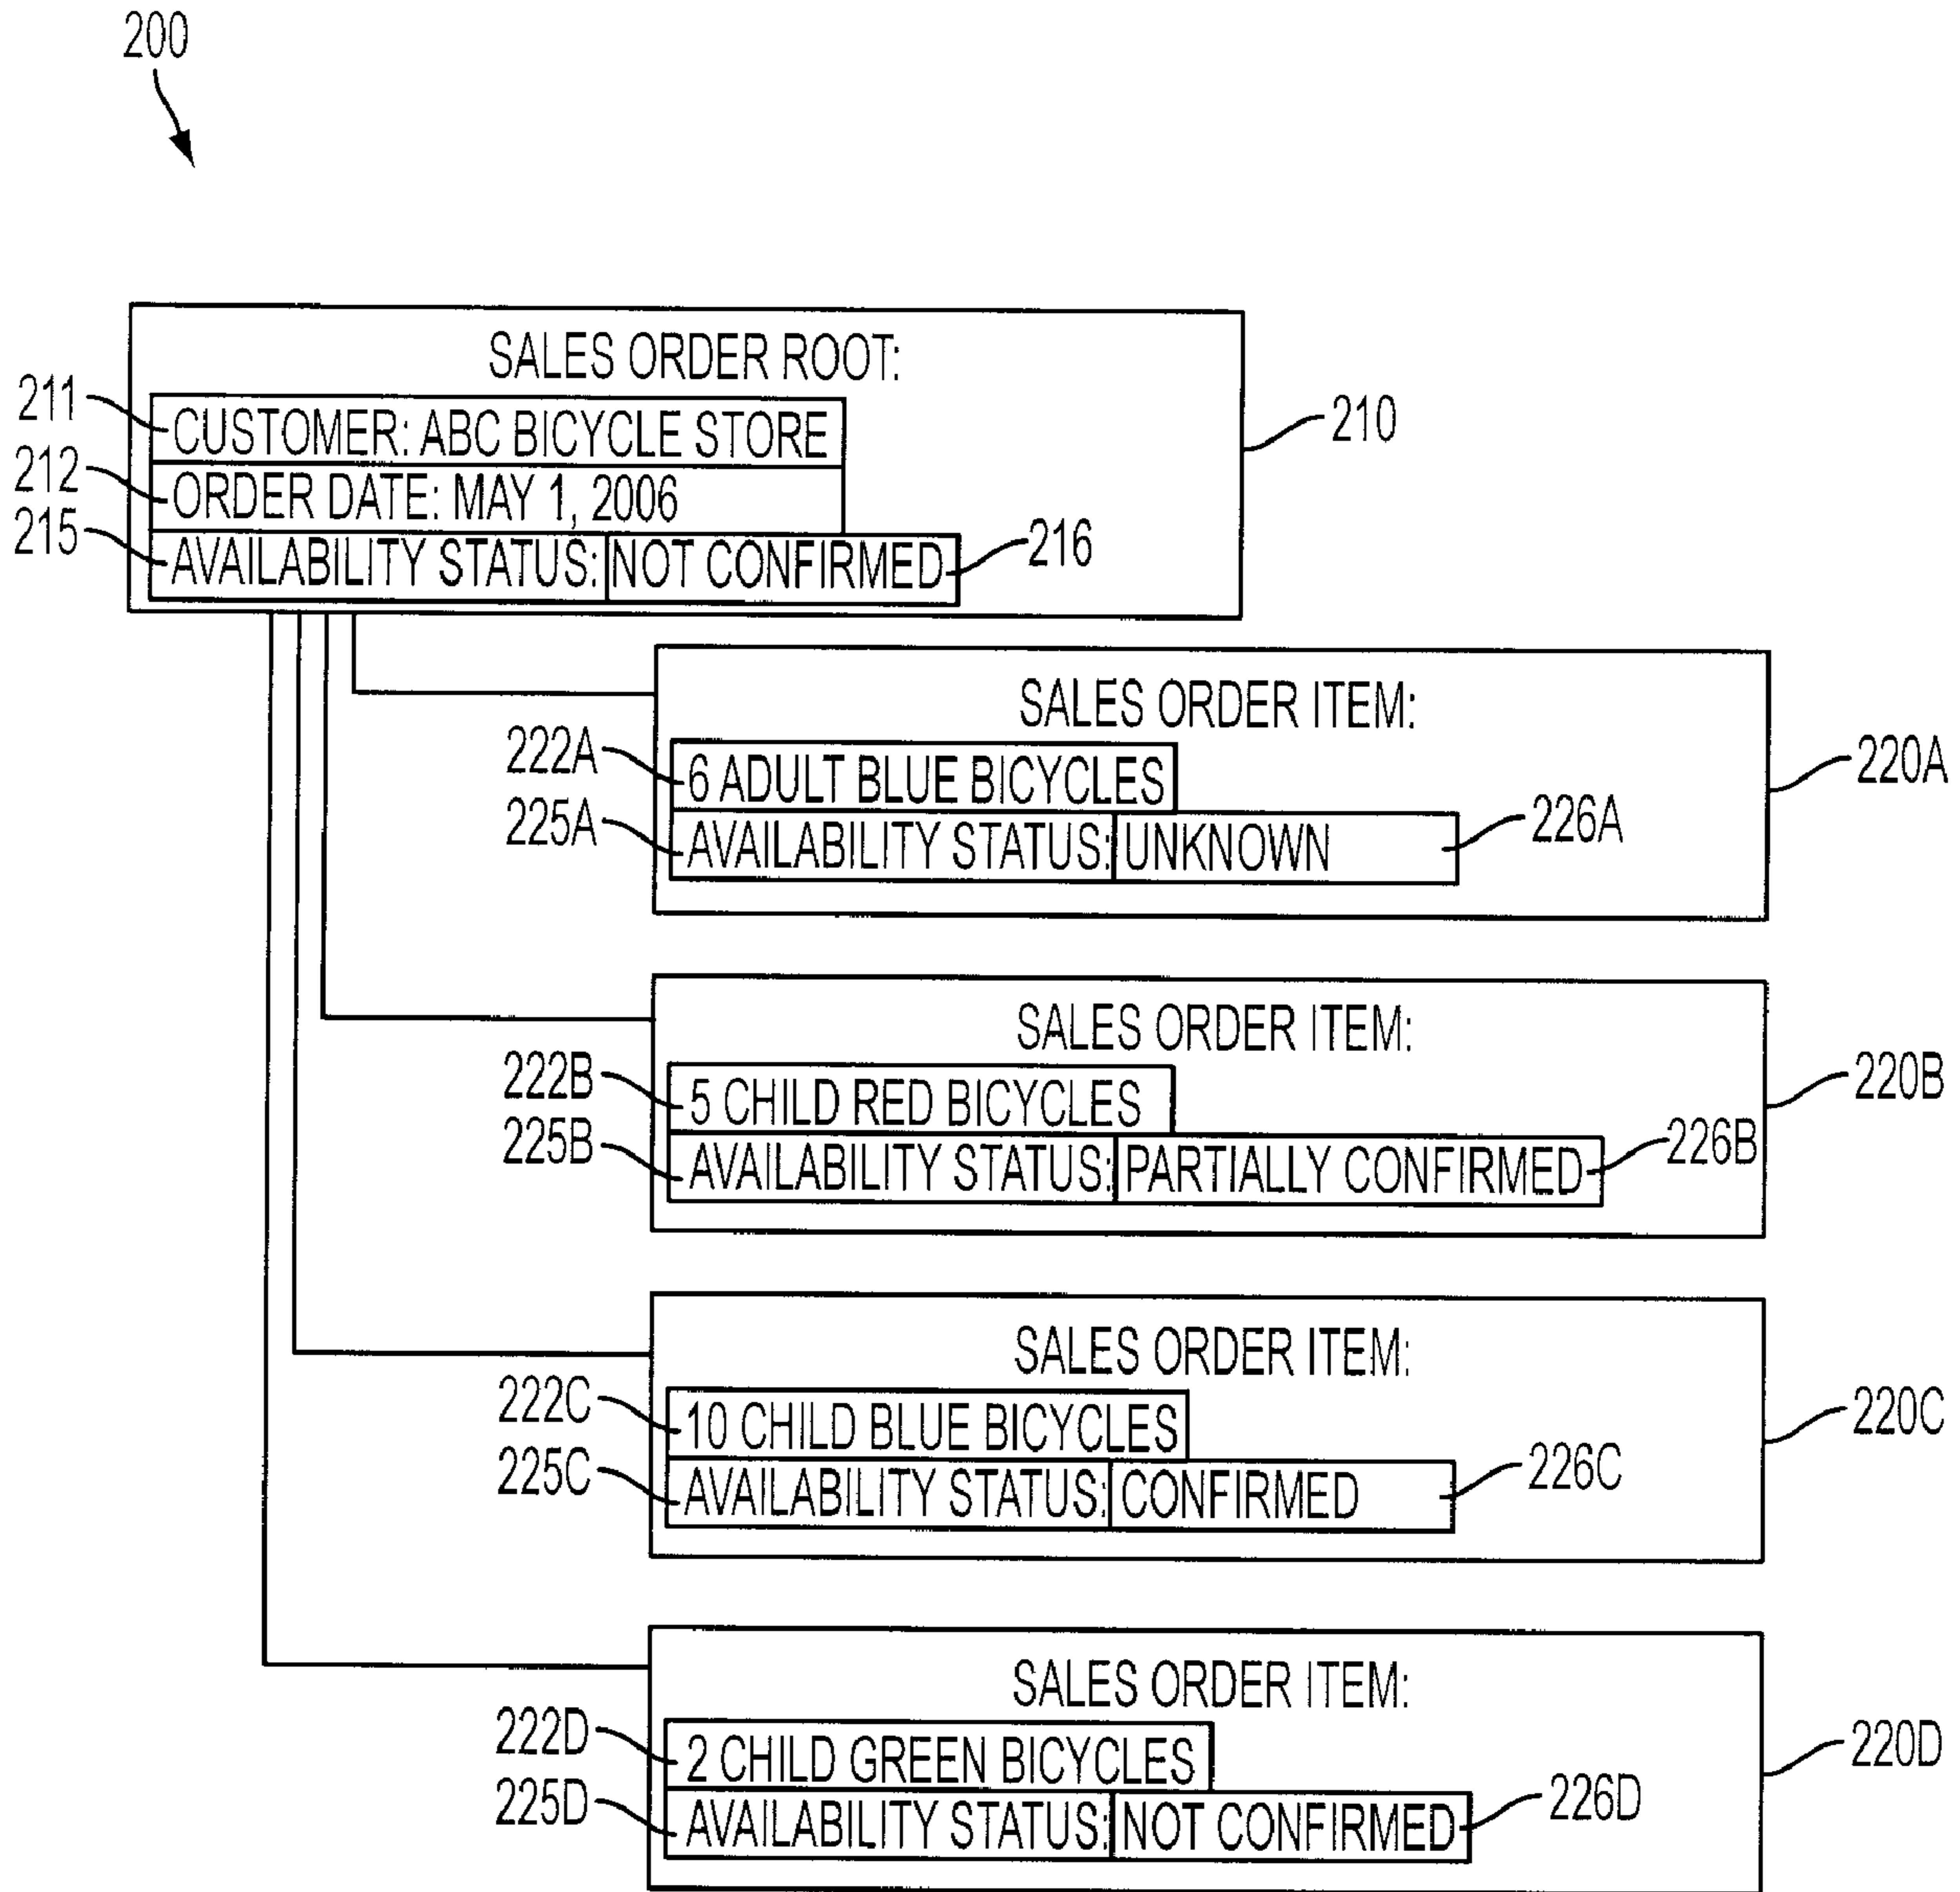 200
SALES ORDER ROOT:
211
CUSTOMER: ABC BICYCLE STORE
210
212
ORDER DATE: MAY 1, 2006
215
AVAILABILITY STATUS: NOT CONFIRMED
216
SALES ORDER ITEM:
222A
6 ADULT BLUE BICYCLES
220A
225A
AVAILABILITY STATUS: UNKNOWN
226A
SALES ORDER ITEM:
222B
5 CHILD RED BICYCLES
220B
225B
AVAILABILITY STATUS: PARTIALLY CONFIRMED
226B
SALES ORDER ITEM:
222C
10 CHILD BLUE BICYCLES
220C
225C
AVAILABILITY STATUS: CONFIRMED
226C
SALES ORDER ITEM:
222D
2 CHILD GREEN BICYCLES
220D
225D
AVAILABILITY STATUS: NOT CONFIRMED
226D